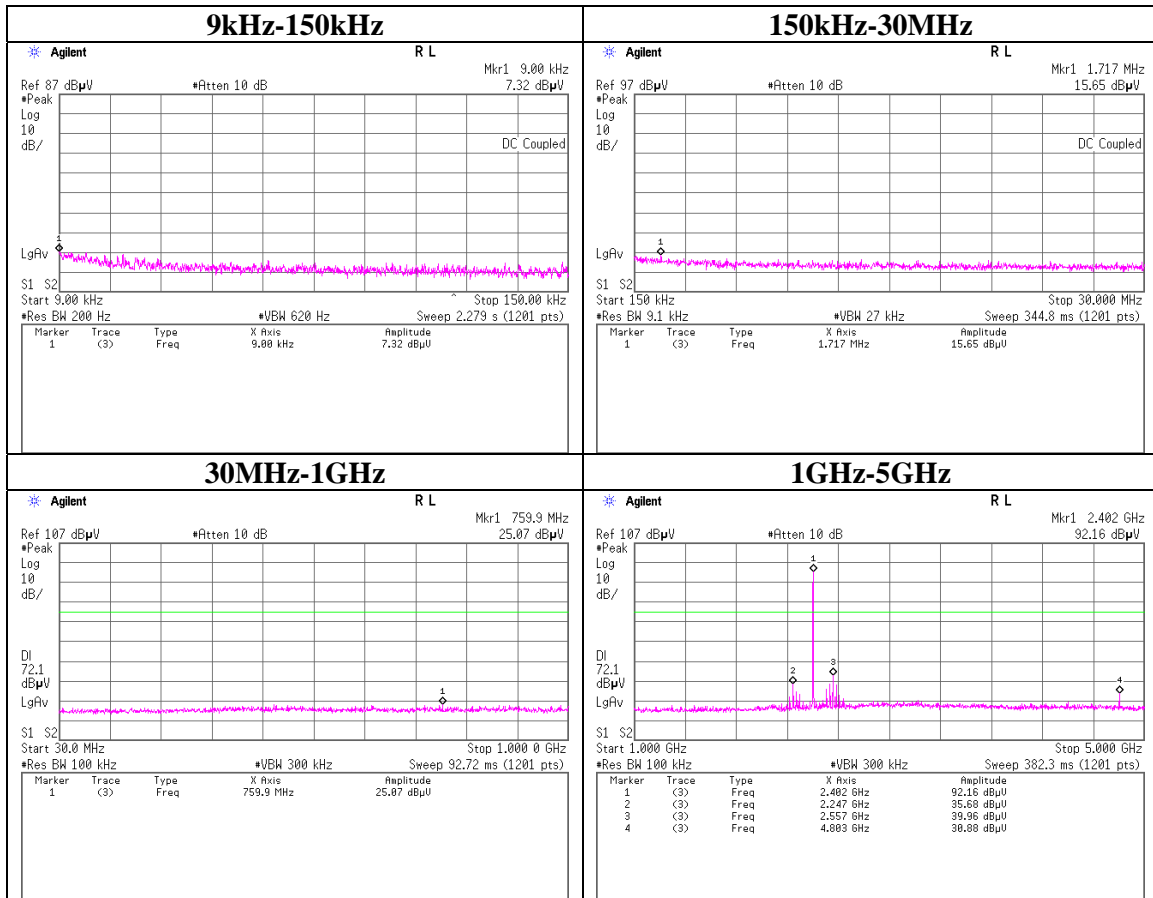 9kHz-150kHz
Agilent R L
Mkr1 9.00 kHz
Ref 87 dBµV #Atten 10 dB 7.32 dBµV
#Peak
Log
10
dB/
DC Coupled
1
LgAv
S1 S2
Start 9.00 kHz ^ Stop 150.00 kHz
#Res BW 200 Hz #VBW 620 Hz Sweep 2.279 s (1201 pts)
Marker Trace Type X Axis Amplitude
1 (3) Freq 9.00 kHz 7.32 dBµV
150kHz-30MHz
Agilent R L
Mkr1 1.717 MHz
Ref 97 dBµV #Atten 10 dB 15.65 dBµV
#Peak
Log
10
dB/
DC Coupled
1
LgAv
S1 S2
Start 150 kHz Stop 30.000 MHz
#Res BW 9.1 kHz #VBW 27 kHz Sweep 344.8 ms (1201 pts)
Marker Trace Type X Axis Amplitude
1 (3) Freq 1.717 MHz 15.65 dBµV
30MHz-1GHz
Agilent R L
Mkr1 759.9 MHz
Ref 107 dBµV #Atten 10 dB 25.07 dBµV
#Peak
Log
10
dB/
DI
72.1
dBµV
1
LgAv
S1 S2
Start 30.0 MHz Stop 1.000 0 GHz
#Res BW 100 kHz #VBW 300 kHz Sweep 92.72 ms (1201 pts)
Marker Trace Type X Axis Amplitude
1 (3) Freq 759.9 MHz 25.07 dBµV
1GHz-5GHz
Agilent R L
Mkr1 2.402 GHz
Ref 107 dBµV #Atten 10 dB 92.16 dBµV
#Peak
1
Log
10
dB/
DI
72.1
dBµV
2 3 4
LgAv
S1 S2
Start 1.000 GHz Stop 5.000 GHz
#Res BW 100 kHz #VBW 300 kHz Sweep 382.3 ms (1201 pts)
Marker Trace Type X Axis Amplitude
1 (3) Freq 2.402 GHz 92.16 dBµV
2 (3) Freq 2.247 GHz 35.68 dBµV
3 (3) Freq 2.557 GHz 39.96 dBµV
4 (3) Freq 4.803 GHz 30.88 dBµV